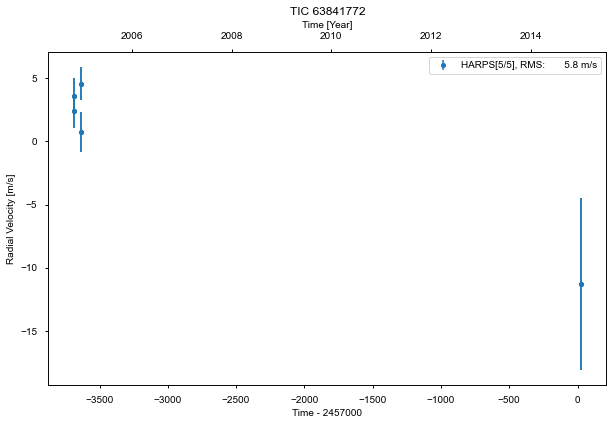 TIC 63841772
Time [Year]
2006 2008 2010 2012 2014
HARPS[5/5], RMS: 5.8 m/s
Radial Velocity [m/s]
5
0
−5
−10
−15
−3500 −3000 −2500 −2000 −1500 −1000 −500 0
Time - 2457000